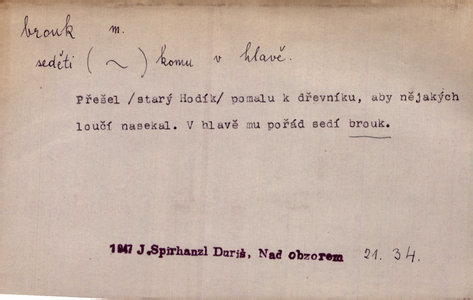 brouk m.
seděti (~) komu v hlavě.
Přešel /starý Hodík/ pomalu k dřevníku, aby nějakých
loučí nasekal. V hlavě mu pořád sedí brouk.
1947 J.Spirhanzl Duriš, Nad obzorem 21. 34.